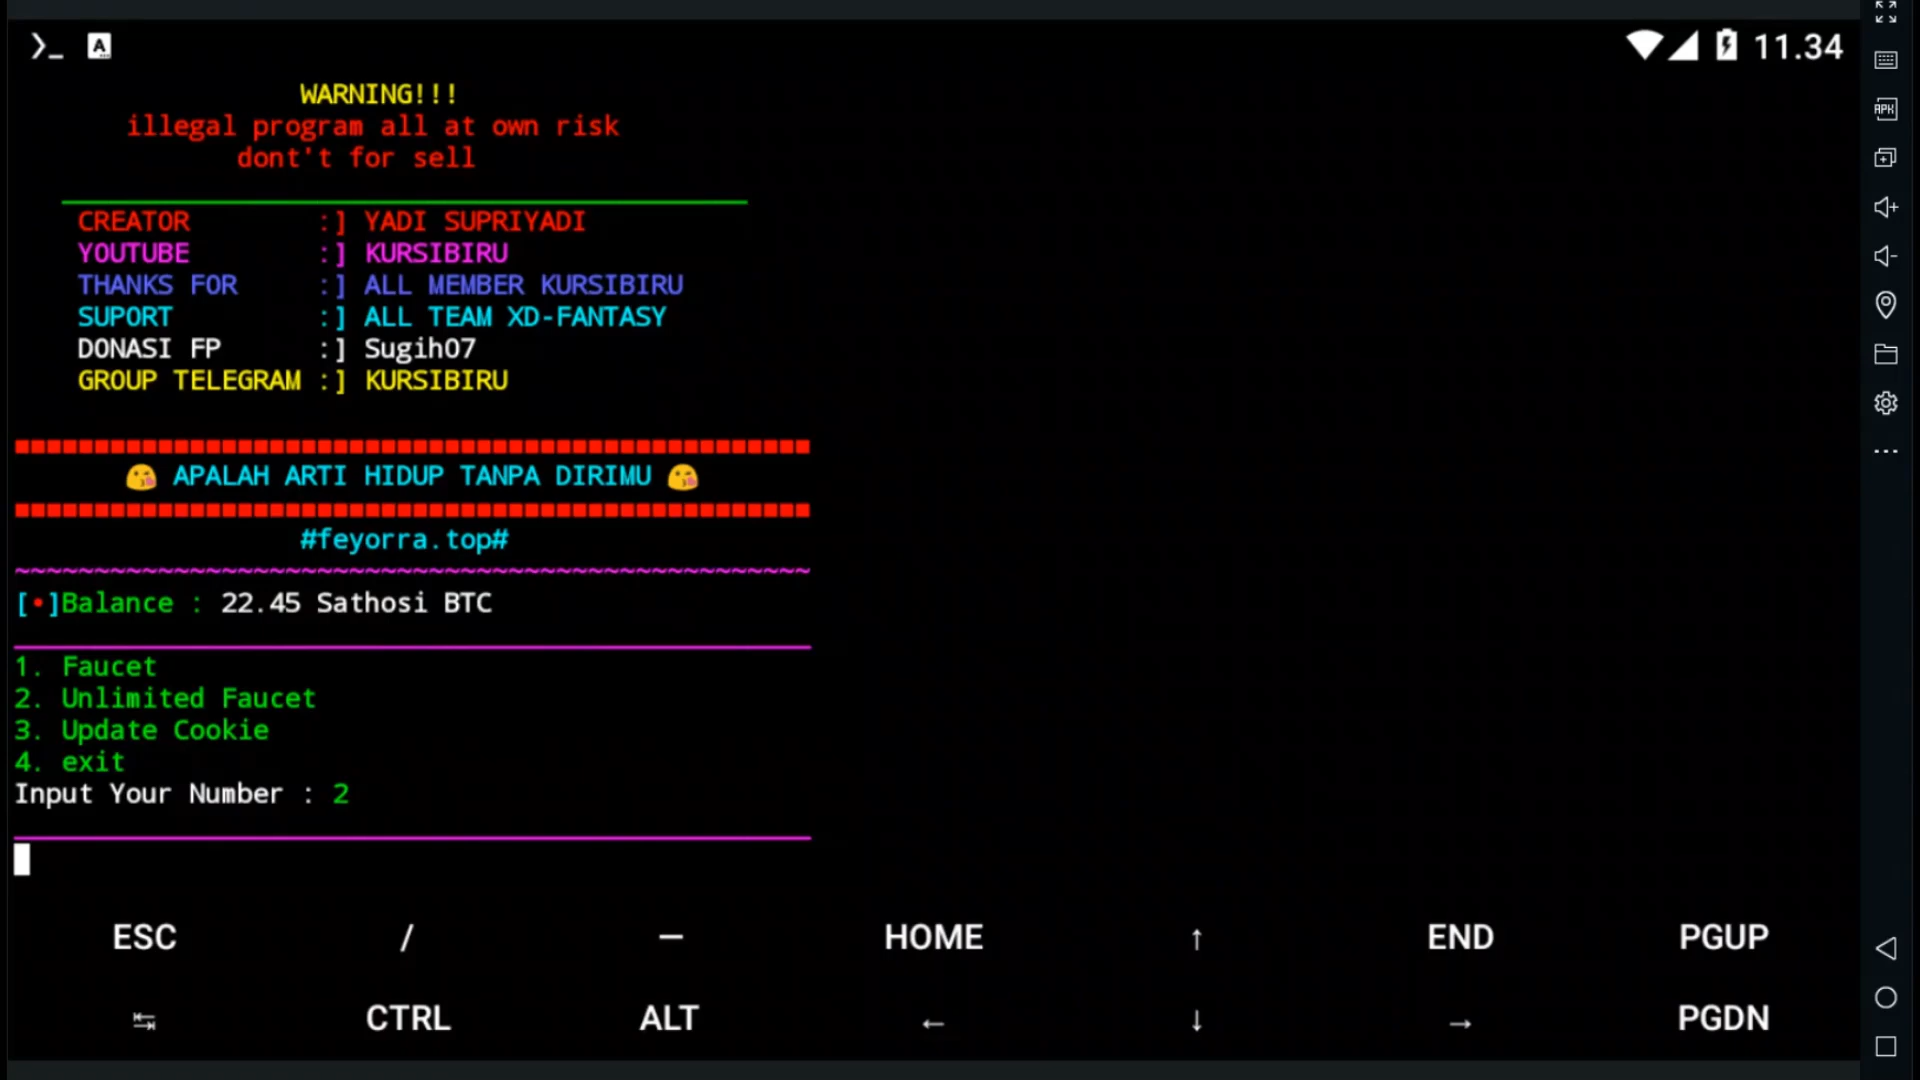 11.34
WARNING!!!
illegal program all at own risk
dont't for sell
CREATOR :] YADI SUPRIYADI
YOUTUBE :] KURSIBIRU
THANKS FOR :] ALL MEMBER KURSIBIRU
SUPORT :] ALL TEAM XD-FANTASY
DONASI FP :] Sugih07
GROUP TELEGRAM :] KURSIBIRU
😘 APALAH ARTI HIDUP TANPA DIRIMU 😘
#feyorra.top#
~~~~~~~~~~~~~~~~~~~~~~~~~~~~~~~~~~~~~~~~~~~~~~~~~~
[•]Balance : 22.45 Sathosi BTC
1. Faucet
2. Unlimited Faucet
3. Update Cookie
4. exit
Input Your Number : 2
ESC / — HOME ↑ END PGUP
↹ CTRL ALT ← ↓ → PGDN
A
APK